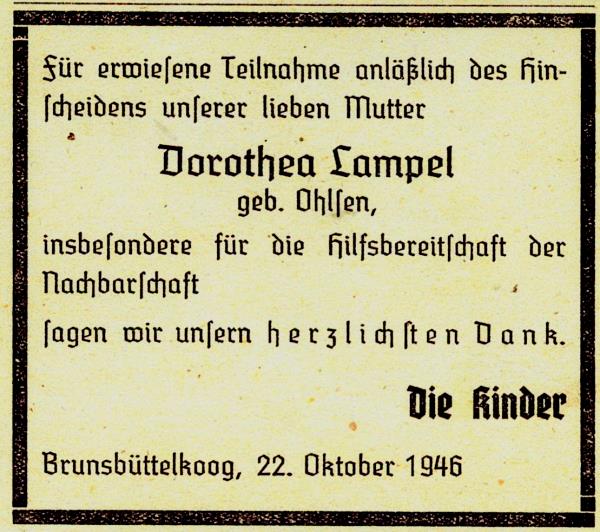 Für erwieſene Teilnahme anläßlich des Hin-
ſcheidens unſerer lieben Mutter
Dorothea Lampel
geb. Ohlſen,
insbeſondere für die Hilfsbereitſchaft der
Nachbarſchaft
ſagen wir unſern herzlichſten Dank.
Die Kinder
Brunsbüttelkoog, 22. Oktober 1946